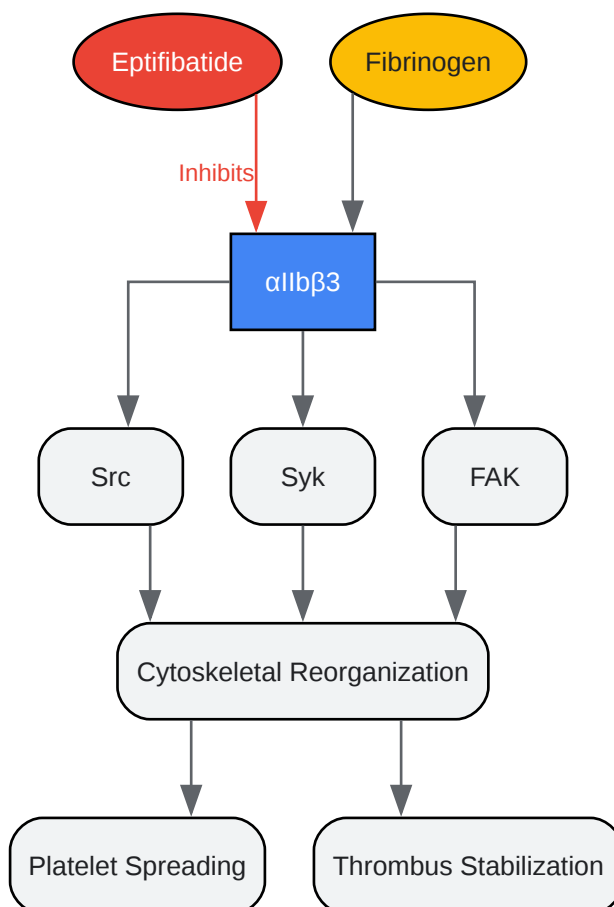 Eptifibatide
Fibrinogen
Inhibits
αIIbβ3
Src
Syk
FAK
Cytoskeletal Reorganization
Platelet Spreading
Thrombus Stabilization